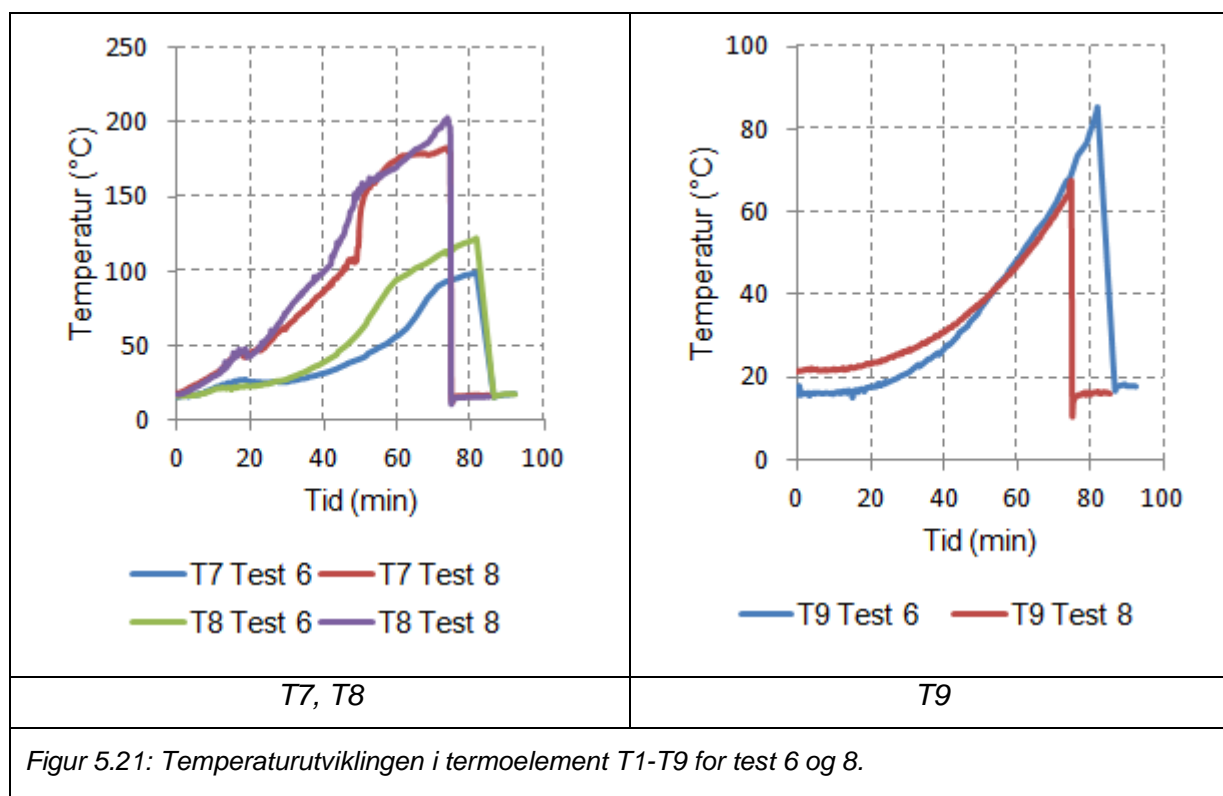 250
200
150
100
50
0
Temperatur (°C)
0 20 40 60 80 100
Tid (min)
T7 Test 6 T7 Test 8
T8 Test 6 T8 Test 8
100
80
60
40
20
0
Temperatur (°C)
0 20 40 60 80 100
Tid (min)
T9 Test 6 T9 Test 8
T7, T8
T9
Figur 5.21: Temperaturutviklingen i termoelement T1-T9 for test 6 og 8.